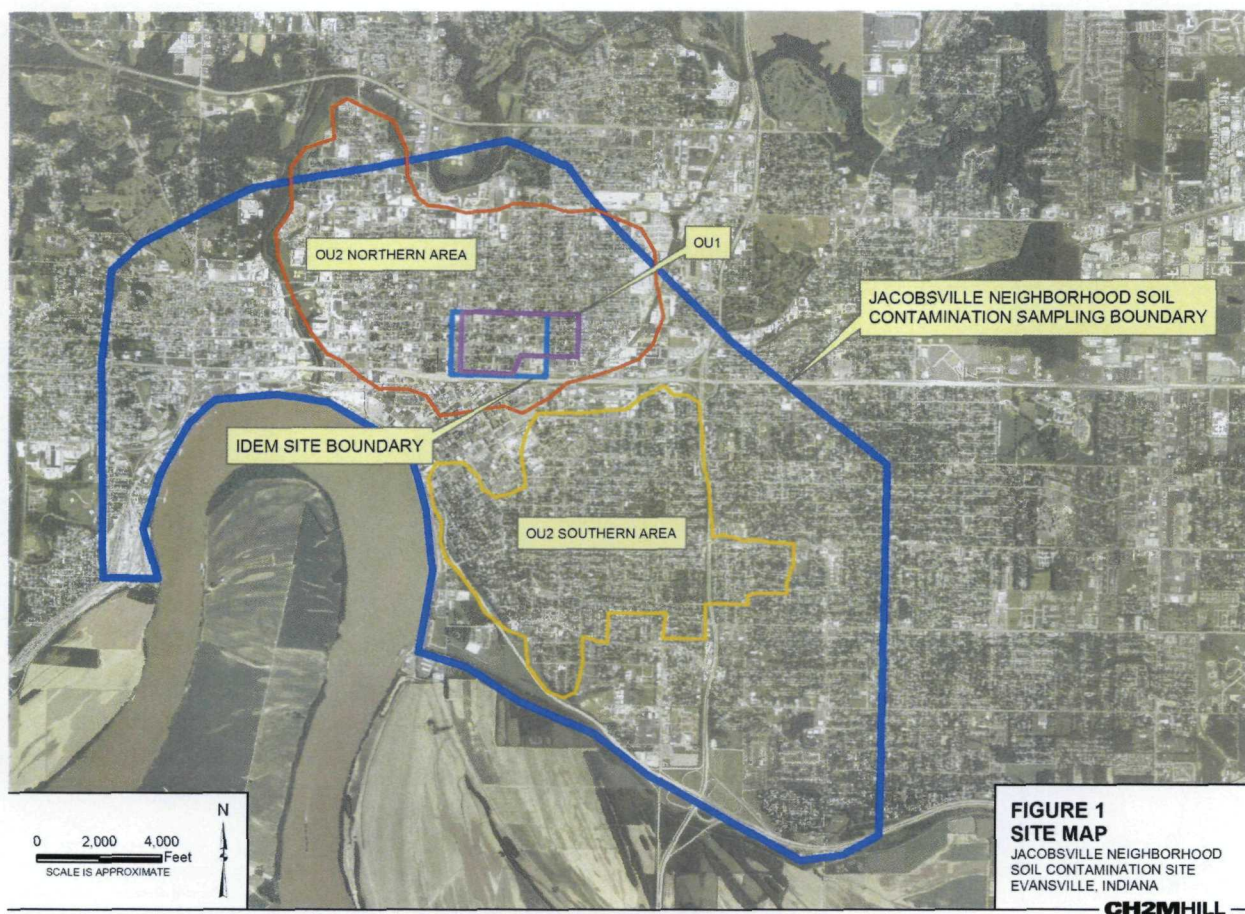 OU2 NORTHERN AREA
OU1
JACOBSVILLE NEIGHBORHOOD SOIL
CONTAMINATION SAMPLING BOUNDARY
IDEM SITE BOUNDARY
OU2 SOUTHERN AREA
N
0 2,000 4,000
Feet
SCALE IS APPROXIMATE
FIGURE 1
SITE MAP
JACOBSVILLE NEIGHBORHOOD
SOIL CONTAMINATION SITE
EVANSVILLE, INDIANA
CH2MHILL